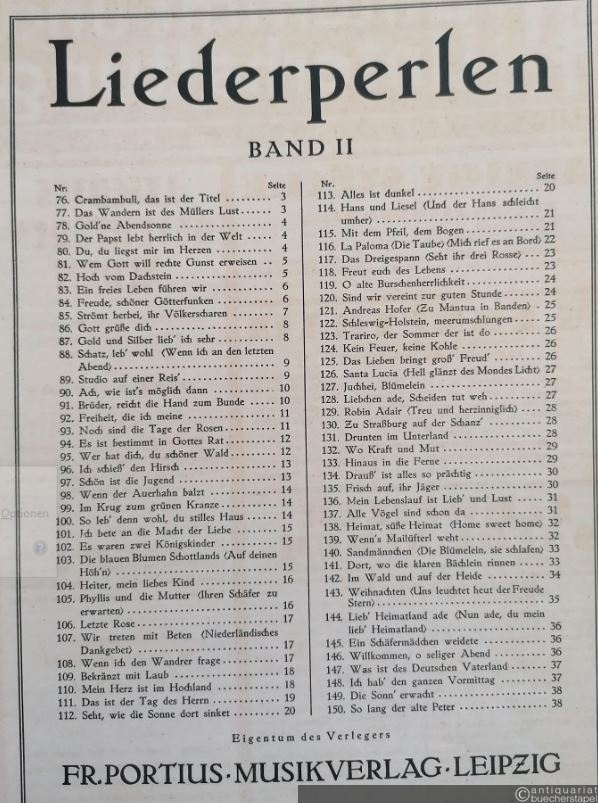 Liederperlen
BAND II
Nr. Seite
76. Crambambuli, das ist der Titel .......... 3
77. Das Wandern ist des Müllers Lust...... 3
78. Gold'ne Abendsonne ................ 4
79. Der Papst lebt herrlich in der Welt ...... 4
80. Du, du liegst mir im Herzen .......... 4
81. Wem Gott will rechte Gunst erweisen .. 5
82. Hoch vom Dachstein ................ 5
83. Ein freies Leben führen wir .......... 6
84. Freude, schöner Götterfunken .......... 6
85. Strömt herbei, ihr Völkerscharen ........ 7
86. Gott grüße dich .................... 8
87. Gold und Silber lieb' ich sehr .......... 8
88. Schatz, leb' wohl (Wenn ich an den letzten
Abend) .......................... 9
89. Studio auf einer Reis' ................ 9
90. Ach, wie ist's möglich dann .......... 10
91. Brüder, reicht die Hand zum Bunde .... 10
92. Freiheit, die ich meine .............. 11
93. Noch sind die Tage der Rosen ........ 11
94. Es ist bestimmt in Gottes Rat .......... 12
95. Wer hat dich, du schöner Wald ........ 12
96. Ich schieß' den Hirsch .............. 13
97. Schön ist die Jugend ................ 13
98. Wenn der Auerhahn balzt ............ 14
99. Im Krug zum grünen Kranze .......... 14
100. So leb' denn wohl, du stilles Haus ...... 14
101. Ich bete an die Macht der Liebe ...... 15
102. Es waren zwei Königskinder .......... 15
103. Die blauen Blumen Schottlands (Auf deinen
Höh'n) .......................... 15
104. Heiter, mein liebes Kind ............ 16
105. Phyllis und die Mutter (Ihren Schäfer zu
erwarten) ........................ 16
106. Letzte Rose ........................ 17
107. Wir treten mit Beten (Niederländisches
Dankgebet) ...................... 17
108. Wenn ich den Wandrer frage .......... 17
109. Bekränzt mit Laub .................. 18
110. Mein Herz ist im Hochland .......... 18
111. Das ist der Tag des Herrn ............ 19
112. Seht, wie die Sonne dort sinket ........ 20
Nr. Seite
113. Alles ist dunkel .................... 20
114. Hans und Liesel (Und der Hans schleicht
umher) .......................... 21
115. Mit dem Pfeil, dem Bogen ............ 21
116. La Paloma (Die Taube) (Mich rief es an Bord) 22
117. Das Dreigespann (Seht ihr drei Rosse) .... 23
118. Freut euch des Lebens .............. 23
119. O alte Burschenherrlichkeit ............ 24
120. Sind wir vereint zur guten Stunde ...... 24
121. Andreas Hofer (Zu Mantua in Banden) .. 25
122. Schleswig-Holstein, meerumschlungen .... 25
123. Trariro, der Sommer der ist do ........ 26
124. Kein Feuer, keine Kohle .............. 26
125. Das Lieben bringt groß' Freud' ........ 26
126. Santa Lucia (Hell glänzt des Mondes Licht) 27
127. Juchhei, Blümelein .................. 27
128. Liebchen ade, Scheiden tut weh ........ 27
129. Robin Adair (Treu und herzinniglich) .... 28
130. Zu Straßburg auf der Schanz' .......... 28
131. Drunten im Unterland .............. 28
132. Wo Kraft und Mut .................. 29
133. Hinaus in die Ferne ................ 29
134. Drauß' ist alles so prächtig ............ 30
135. Frisch auf, ihr Jäger ................ 30
136. Mein Lebenslauf ist Lieb' und Lust .... 31
137. Alle Vögel sind schon da ............ 31
138. Heimat, süße Heimat (Home sweet home) 32
139. Wenn's Mailüfterl weht .............. 32
140. Sandmännchen (Die Blümelein, sie schlafen) 33
141. Dort, wo die klaren Bächlein rinnen .... 33
142. Im Wald und auf der Heide .......... 34
143. Weihnachten (Uns leuchtet heut der Freude
Stern) .......................... 35
144. Lieb' Heimatland ade (Nun ade, du mein
lieb' Heimatland) .................. 36
145. Ein Schäfermädchen weidete .......... 36
146. Willkommen, o seliger Abend .......... 36
147. Was ist des Deutschen Vaterland ...... 37
148. Ich hab' den ganzen Vormittag ........ 37
149. Die Sonn' erwacht .................. 38
150. So lang der alte Peter ................ 38
Eigentum des Verlegers
FR. PORTIUS · MUSIKVERLAG · LEIPZIG
Optionen
antiquariat
buecherstapel